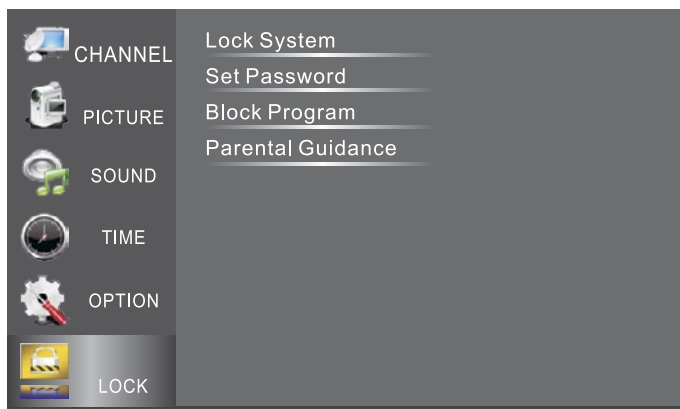 CHANNEL
PICTURE
SOUND
TIME
OPTION
LOCK
Lock System
Set Password
Block Program
Parental Guidance